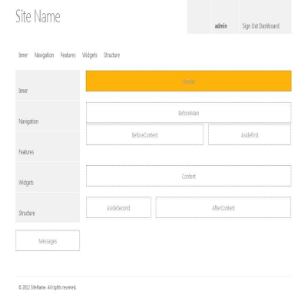 Site Name
admin Sign Out Dashboard
Inner Navigation Features Widgets Structure
Header
Inner
BeforeMain
Navigation
BeforeContent AsideFirst
Features
Content
Widgets
AsideSecond AfterContent
Structure
Messages
© 2012 SiteName. All rights reserved.